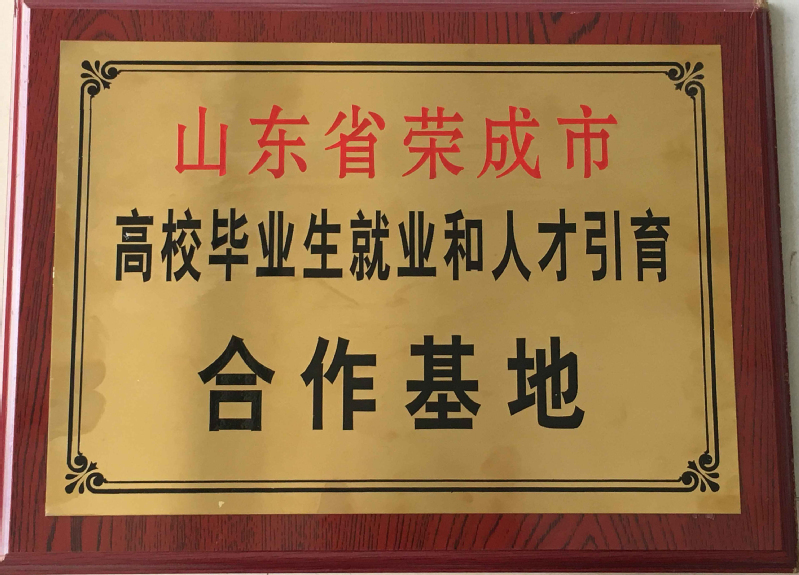 山东省荣成市
高校毕业生就业和人才引育
合作基地